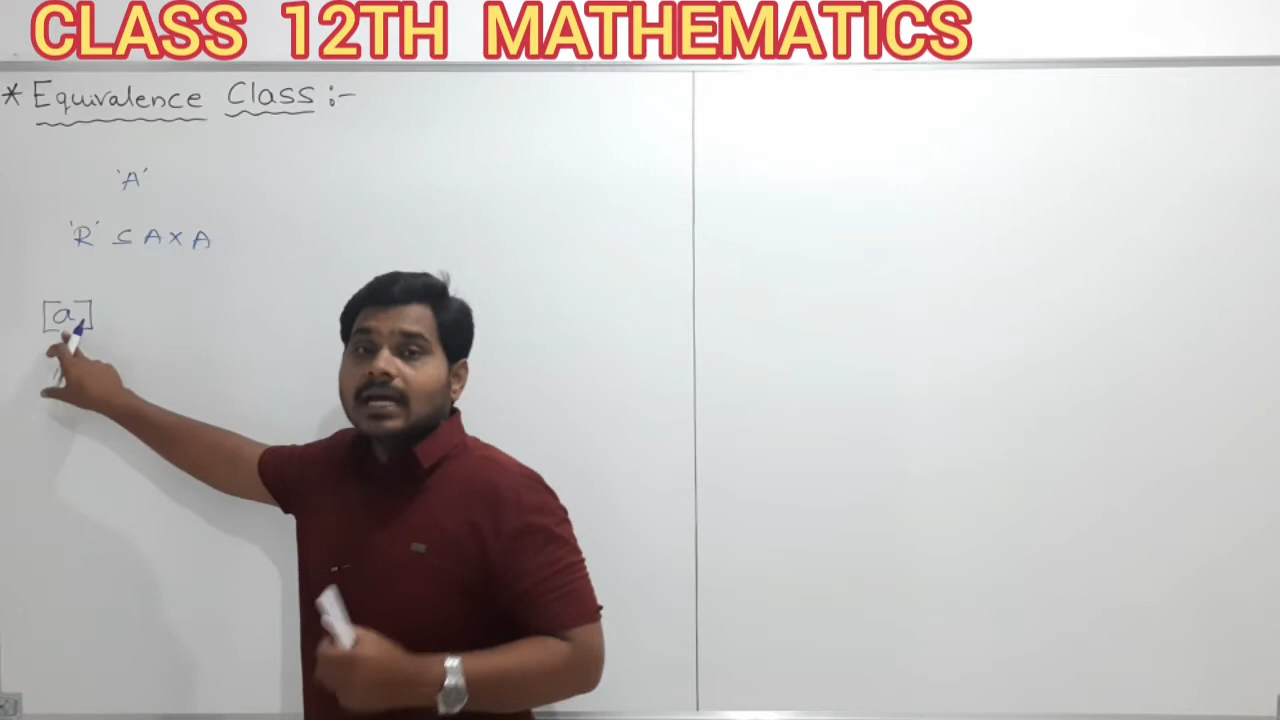 CLASS 12TH MATHEMATICS
* Equivalence Class :-
'A'
'R' ⊆ A × A
[a]